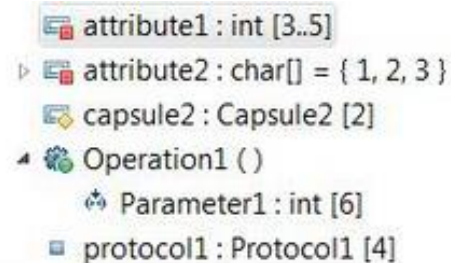 attribute1 : int [3..5]
attribute2 : char[] = { 1, 2, 3 }
capsule2 : Capsule2 [2]
Operation1 ( )
Parameter1 : int [6]
protocol1 : Protocol1 [4]